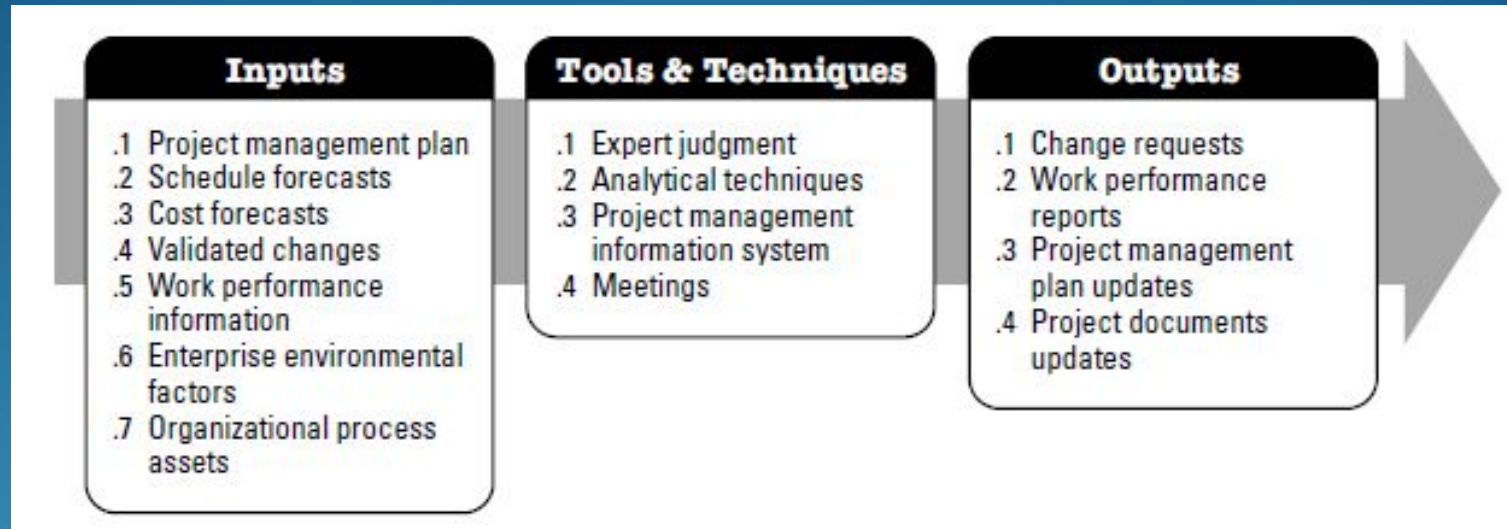 Inputs
.1 Project management plan
.2 Schedule forecasts
.3 Cost forecasts
.4 Validated changes
.5 Work performance
information
.6 Enterprise environmental
factors
.7 Organizational process
assets
Tools & Techniques
.1 Expert judgment
.2 Analytical techniques
.3 Project management
information system
.4 Meetings
Outputs
.1 Change requests
.2 Work performance
reports
.3 Project management
plan updates
.4 Project documents
updates